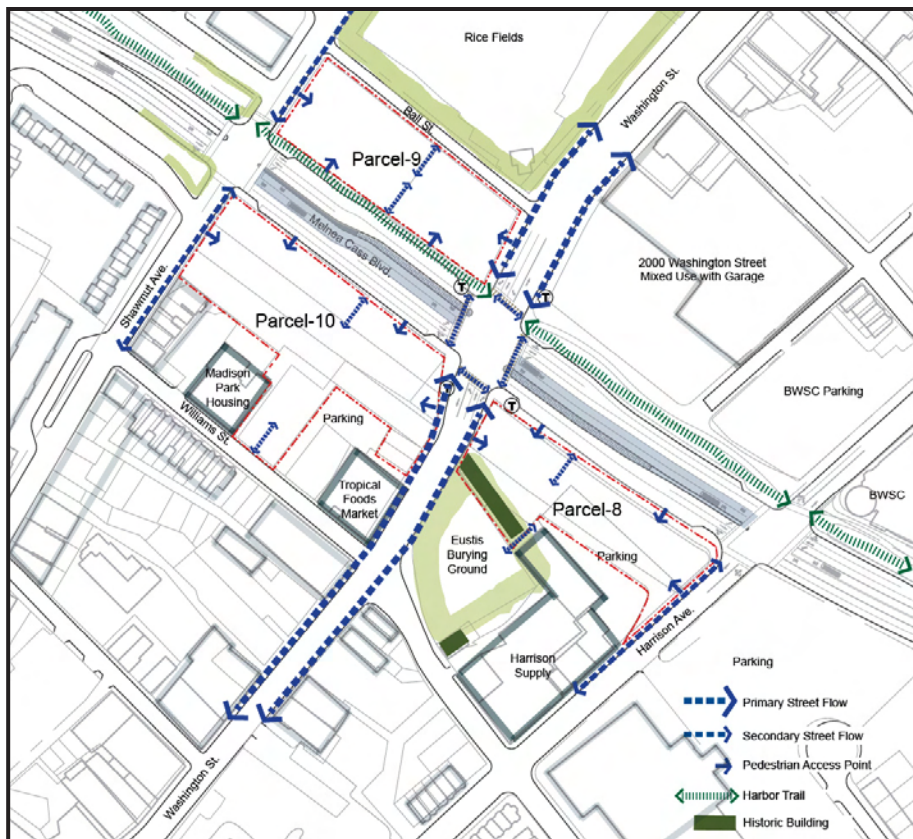 Rice Fields
Washington St.
Ball St.
Parcel-9
Melnea Cass Blvd.
2000 Washington Street
Mixed Use with Garage
T
T
Shawmut Ave.
Parcel-10
Madison
Park
Housing
BWSC Parking
T
T
Williams St.
Parking
Tropical
Foods
Market
Parcel-8
BWSC
Eustis
Burying
Ground
Parking
Harrison
Supply
Harrison Ave.
Parking
Washington St.
Primary Street Flow
Secondary Street Flow
Pedestrian Access Point
Harbor Trail
Historic Building